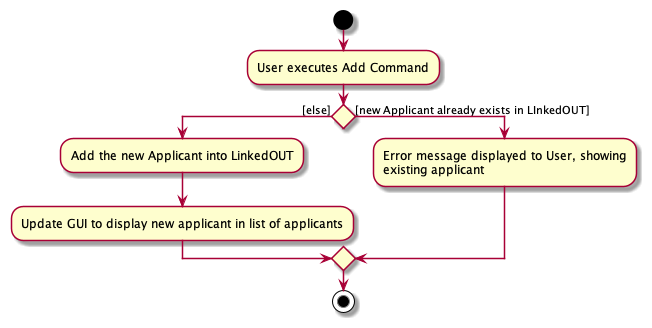 User executes Add Command
[else]
[new Applicant already exists in LInkedOUT]
Add the new Applicant into LinkedOUT
Error message displayed to User, showing
existing applicant
Update GUI to display new applicant in list of applicants